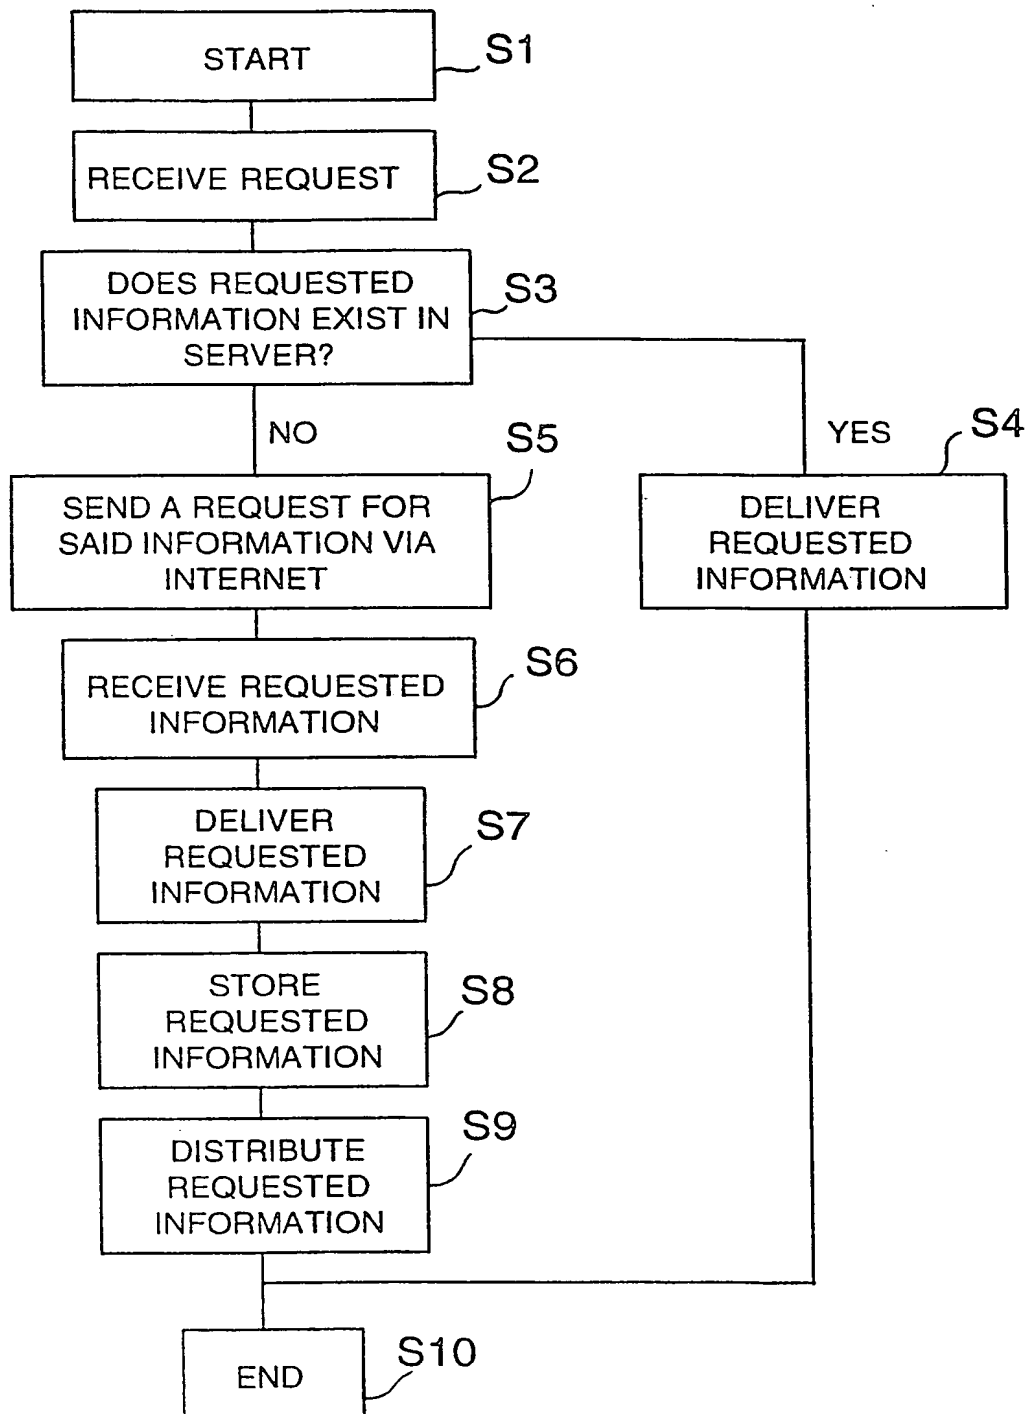 START
S1
RECEIVE REQUEST
S2
DOES REQUESTED
INFORMATION EXIST IN
SERVER?
S3
NO
YES
S4
DELIVER
REQUESTED
INFORMATION
S5
SEND A REQUEST FOR
SAID INFORMATION VIA
INTERNET
S6
RECEIVE REQUESTED
INFORMATION
S7
DELIVER
REQUESTED
INFORMATION
S8
STORE
REQUESTED
INFORMATION
S9
DISTRIBUTE
REQUESTED
INFORMATION
S10
END